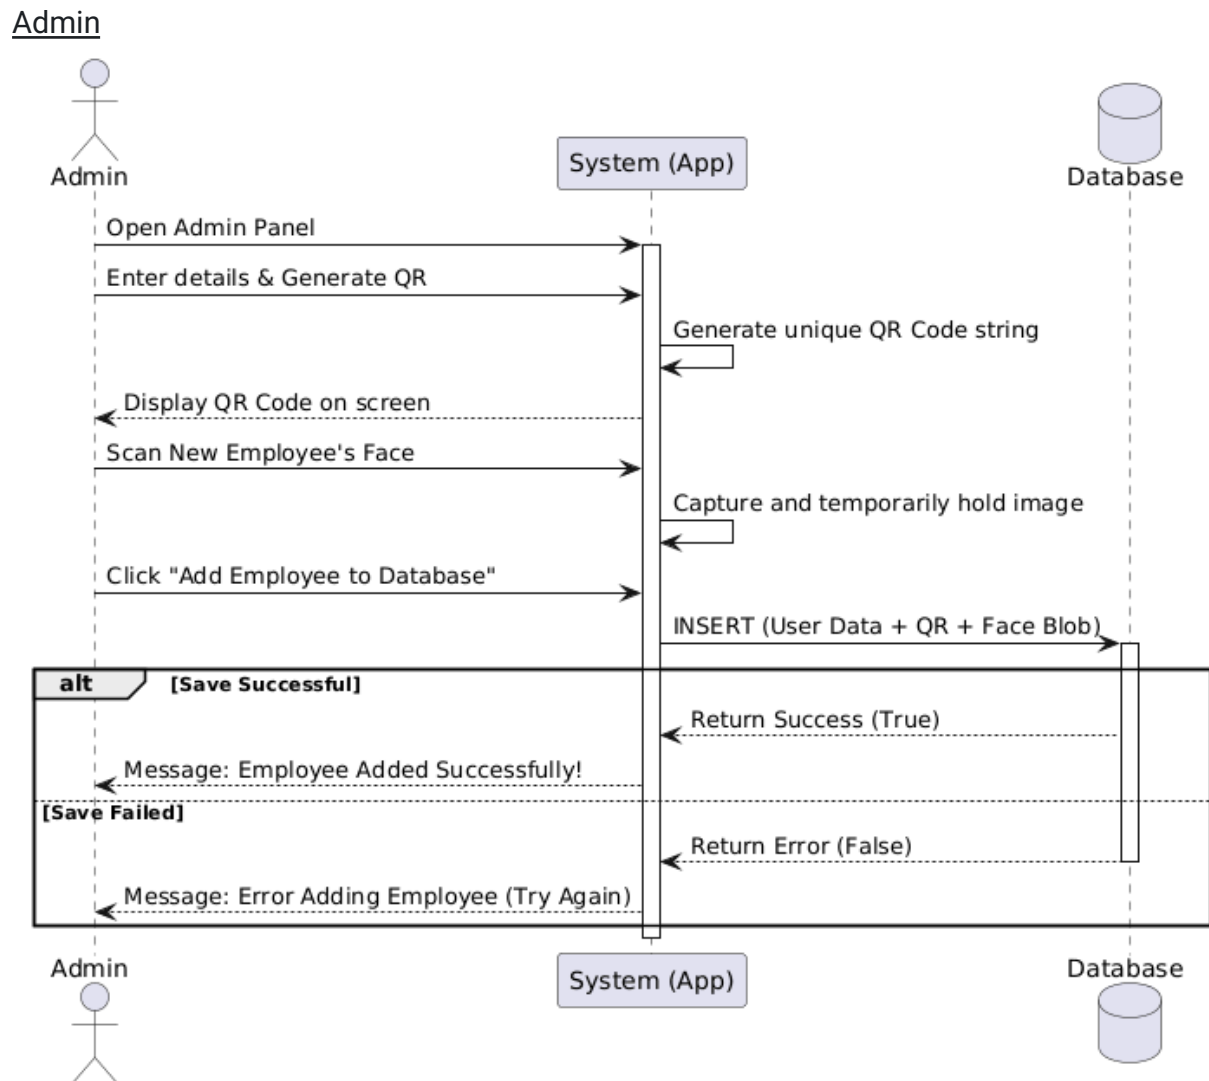 Admin
Admin
System (App)
Database
Open Admin Panel
Enter details & Generate QR
Generate unique QR Code string
Display QR Code on screen
Scan New Employee's Face
Capture and temporarily hold image
Click "Add Employee to Database"
INSERT (User Data + QR + Face Blob)
alt [Save Successful]
Return Success (True)
Message: Employee Added Successfully!
[Save Failed]
Return Error (False)
Message: Error Adding Employee (Try Again)
Admin
System (App)
Database